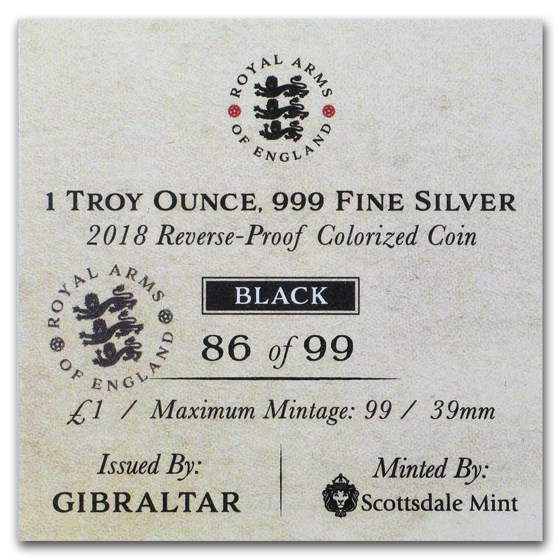 ROYAL ARMS
OF ENGLAND
1 TROY OUNCE, 999 FINE SILVER
2018 Reverse-Proof Colorized Coin
BLACK
ROYAL ARMS
OF ENGLAND
86 of 99
£1 / Maximum Mintage: 99 / 39mm
Issued By:
GIBRALTAR
Minted By:
Scottsdale Mint